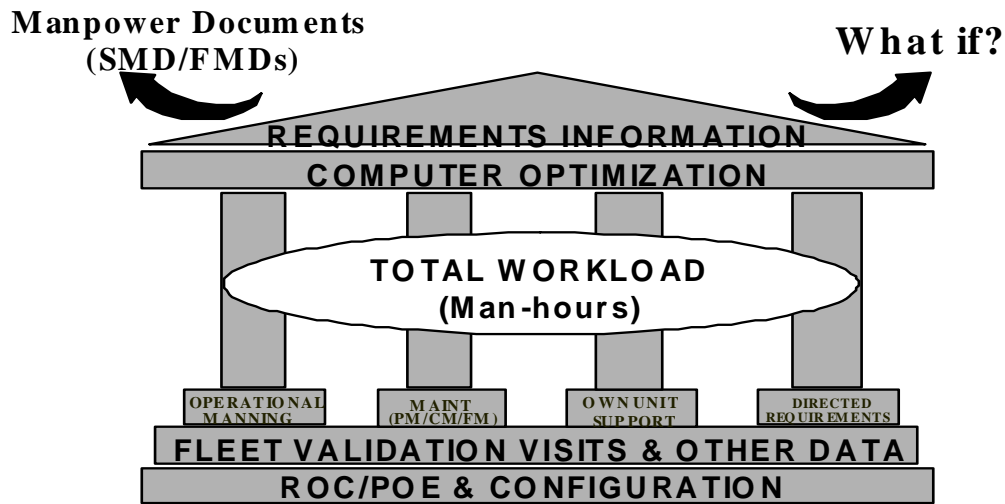 Manpower Documents
(SMD/FMDs)
What if?
REQUIREMENTS INFORMATION
COMPUTER OPTIMIZATION
TOTAL WORKLOAD
(Man-hours)
OPERATIONAL
MANNING
MAINT
(PM/CM/FM)
OWN UNIT
SUPPORT
DIRECTED
REQUIREMENTS
FLEET VALIDATION VISITS & OTHER DATA
ROC/POE & CONFIGURATION